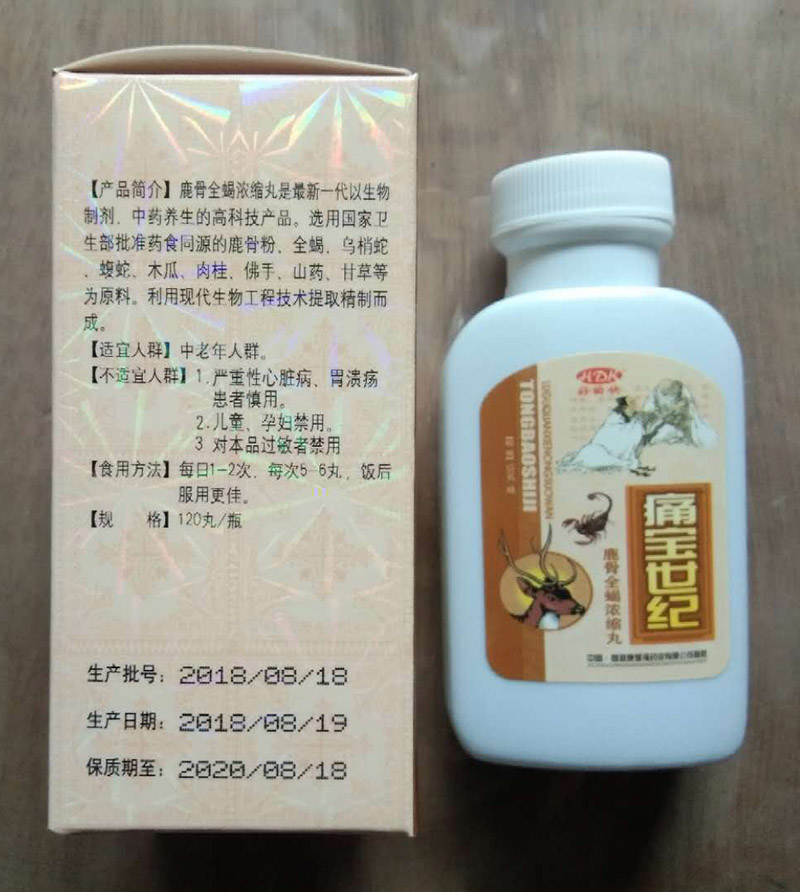 【产品简介】鹿骨全蝎浓缩丸是最新一代以生物
制剂、中药养生的高科技产品。选用国家卫
生部批准药食同源的鹿骨粉、全蝎、乌梢蛇
、蝮蛇、木瓜、肉桂、佛手、山药、甘草等
为原料。利用现代生物工程技术提取精制而
成。
【适宜人群】中老年人群。
【不适宜人群】1.严重性心脏病、胃溃疡
患者慎用。
2.儿童、孕妇禁用。
3 对本品过敏者禁用
【食用方法】每日1-2次，每次5-6丸，饭后
服用更佳。
【规 格】120丸/瓶
生产批号：2018/08/18
生产日期：2018/08/19
保质期至：2020/08/18
HDK
TONGBAOSHIJI
LUGUQUANXIENONGSUOWAN
痛宝世纪
鹿骨全蝎浓缩丸